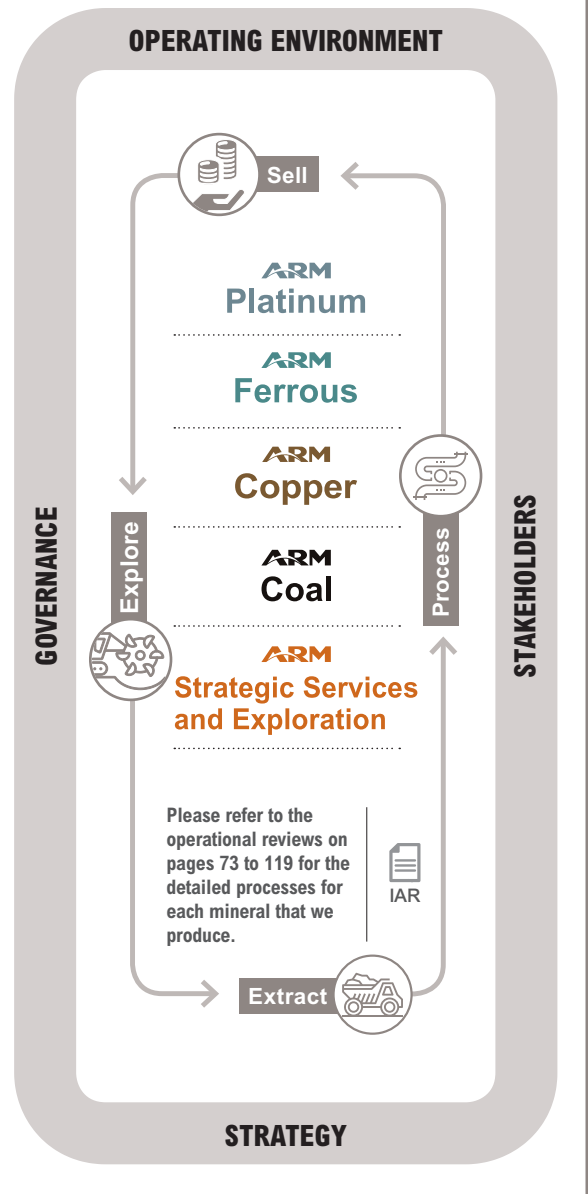 OPERATING ENVIRONMENT
Sell
ARM
Platinum
ARM
Ferrous
ARM
Copper
GOVERNANCE
Explore
Process
STAKEHOLDERS
ARM
Coal
ARM
Strategic Services
and Exploration
Please refer to the
operational reviews on
pages 73 to 119 for the
detailed processes for
each mineral that we
produce.
IAR
Extract
STRATEGY